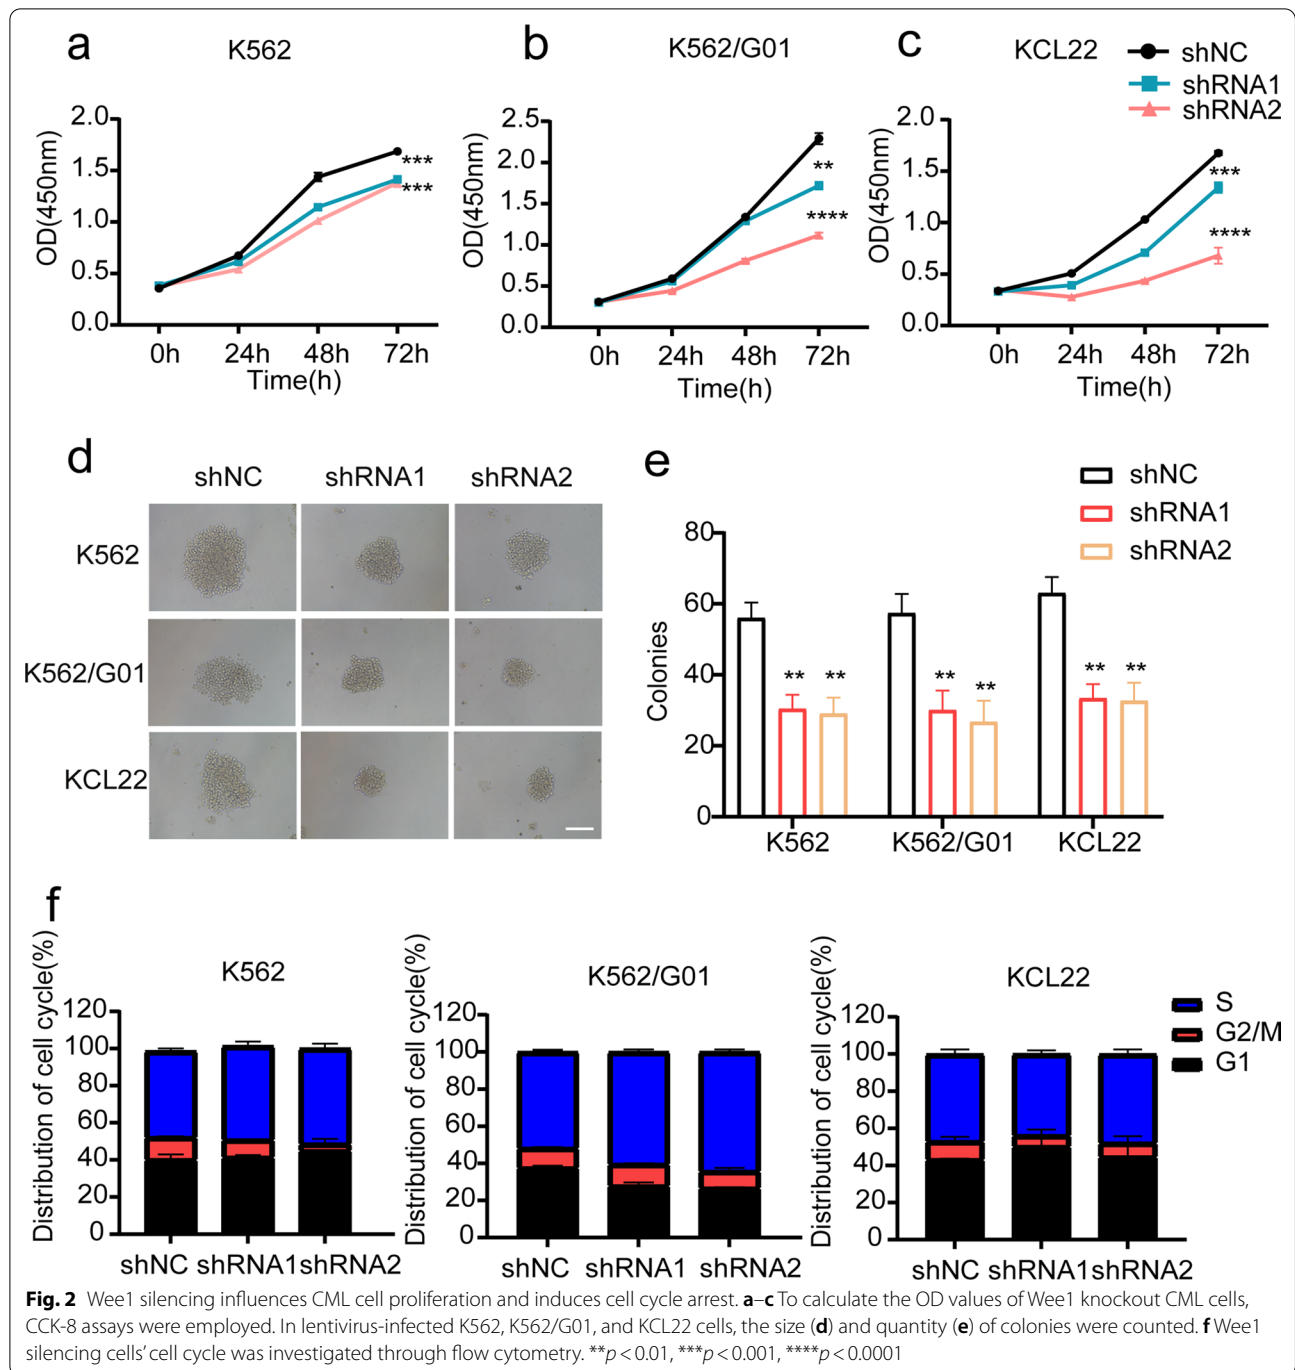 a
K562
2.0
1.5
1.0
0.5
0.0
OD(450nm)
***
***
0h 24h 48h 72h
Time(h)
b
K562/G01
2.5
2.0
1.5
1.0
0.5
0.0
OD(450nm)
**
****
0h 24h 48h 72h
Time(h)
c
KCL22
shNC
shRNA1
shRNA2
2.0
1.5
1.0
0.5
0.0
OD(450nm)
***
****
0h 24h 48h 72h
Time(h)
d
shNC shRNA1 shRNA2
K562
K562/G01
KCL22
e
shNC
shRNA1
shRNA2
80
60
40
20
0
Colonies
** ** ** ** ** **
K562 K562/G01 KCL22
f
K562
Distribution of cell cycle(%)
120
100
80
60
40
20
0
shNC shRNA1 shRNA2
K562/G01
Distribution of cell cycle(%)
120
100
80
60
40
20
0
shNC shRNA1 shRNA2
KCL22
Distribution of cell cycle(%)
120
100
80
60
40
20
0
shNC shRNA1 shRNA2
S
G2/M
G1
Fig. 2 Wee1 silencing influences CML cell proliferation and induces cell cycle arrest. a–c To calculate the OD values of Wee1 knockout CML cells,
CCK-8 assays were employed. In lentivirus-infected K562, K562/G01, and KCL22 cells, the size (d) and quantity (e) of colonies were counted. f Wee1
silencing cells' cell cycle was investigated through flow cytometry. **p < 0.01, ***p < 0.001, ****p < 0.0001